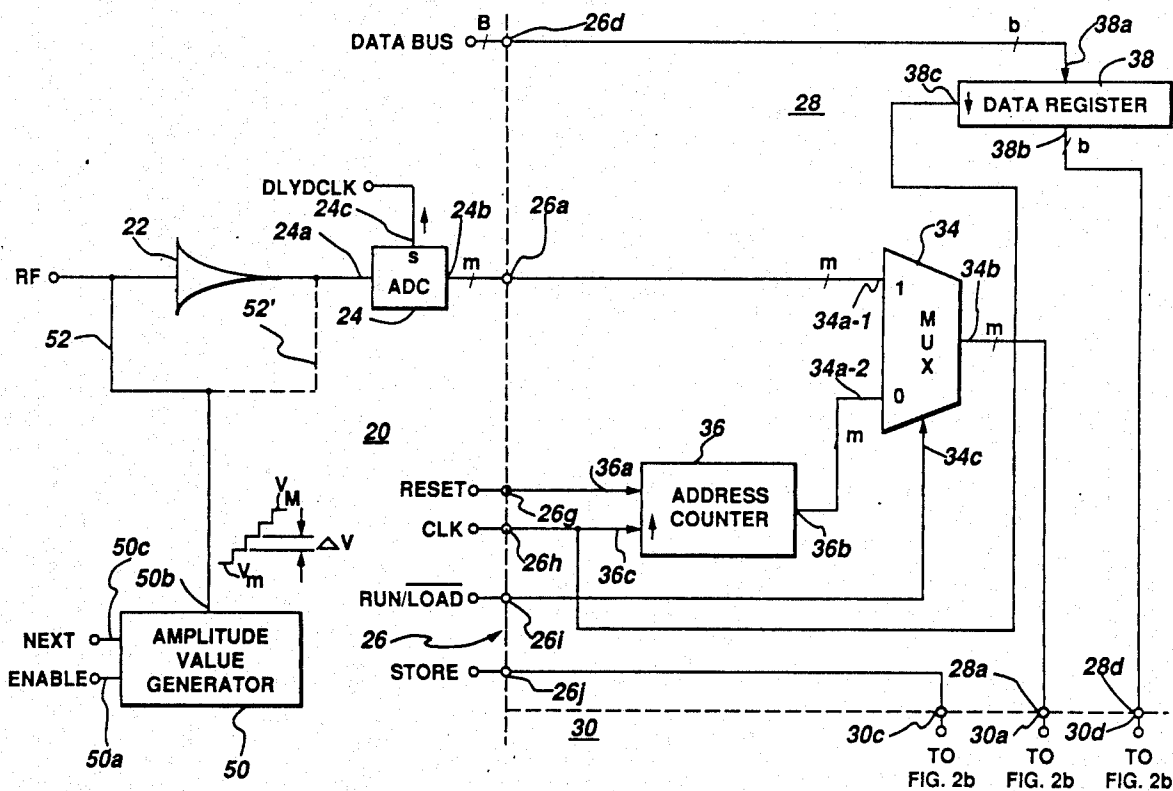 DATA BUS
B
26d
b
38a
38
38c
DATA REGISTER
28
38b
b
DLYDCLK
24c
24b
26a
34
22
24a
s
RF
ADC
m
m
1
34b
34a-1
52'
24
M
U
X
m
52
34a-2
0
20
36
m
34c
RESET
36a
ADDRESS
COUNTER
26g
CLK
36b
VM
ΔV
Vm
26h
36c
50c
50b
RUN/LOAD
26i
NEXT
AMPLITUDE
VALUE
GENERATOR
26
ENABLE
STORE
26j
28a
28d
30
30c
30a
30d
50a
50
TO
FIG. 2b
TO
FIG. 2b
TO
FIG. 2b